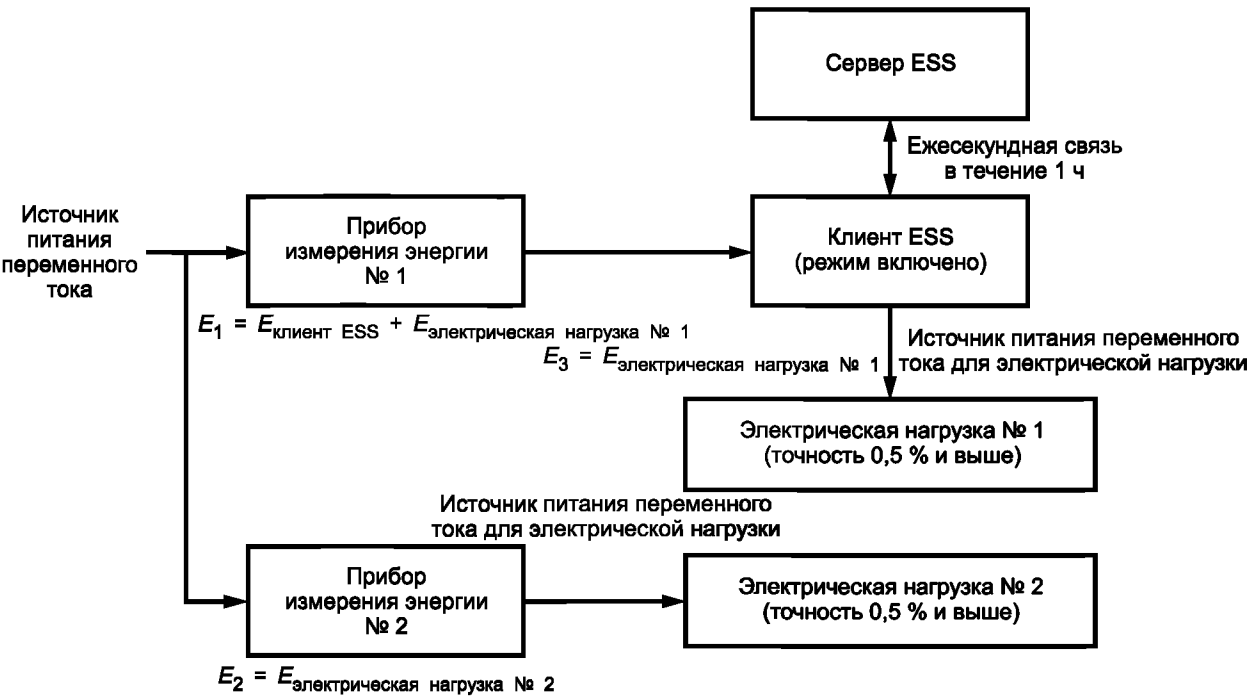 Сервер ESS
Ежесекундная связь
в течение 1 ч
Источник
питания
переменного
тока
Прибор
измерения энергии
№ 1
Клиент ESS
(режим включено)
E1 = Eклиент ESS + Eэлектрическая нагрузка № 1
E3 = Eэлектрическая нагрузка № 1
Источник питания переменного
тока для электрической нагрузки
Электрическая нагрузка № 1
(точность 0,5 % и выше)
Источник питания переменного
тока для электрической нагрузки
Прибор
измерения энергии
№ 2
Электрическая нагрузка № 2
(точность 0,5 % и выше)
E2 = Eэлектрическая нагрузка № 2